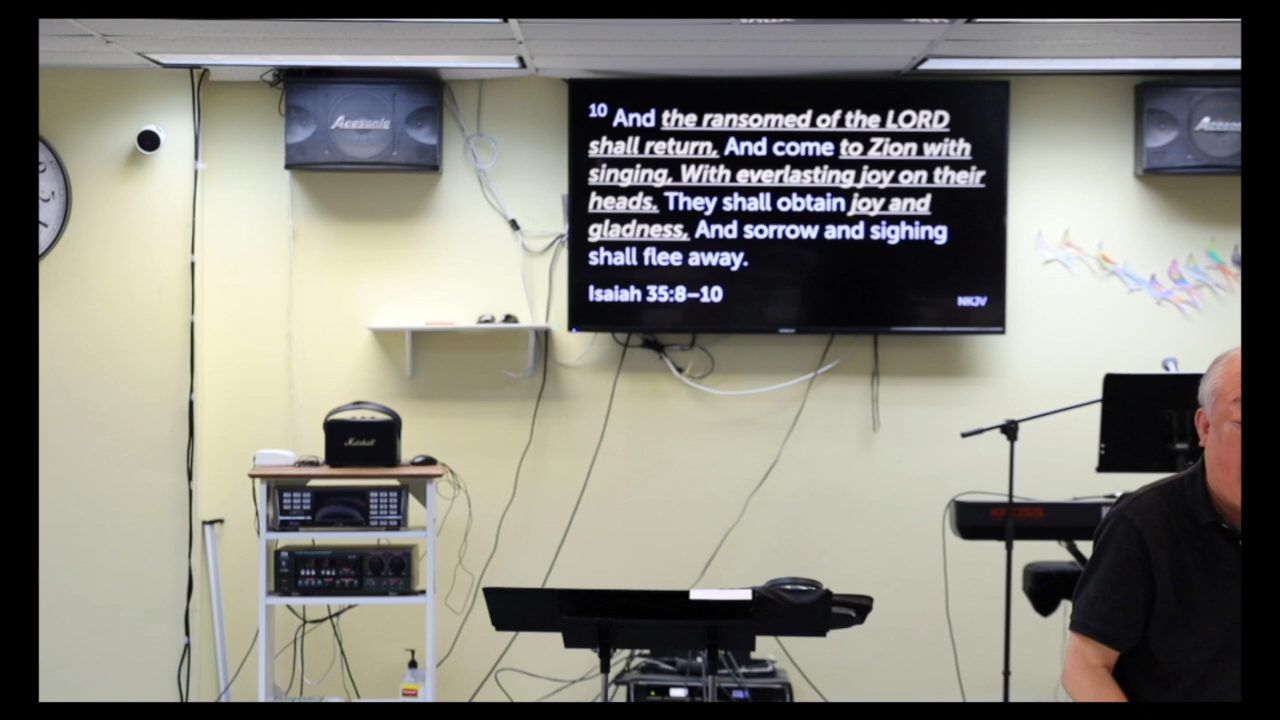 Acesonic
10 And the ransomed of the LORD
shall return, And come to Zion with
singing, With everlasting joy on their
heads. They shall obtain joy and
gladness, And sorrow and sighing
shall flee away.
Isaiah 35:8–10
NKJV
Marshall
KROSS